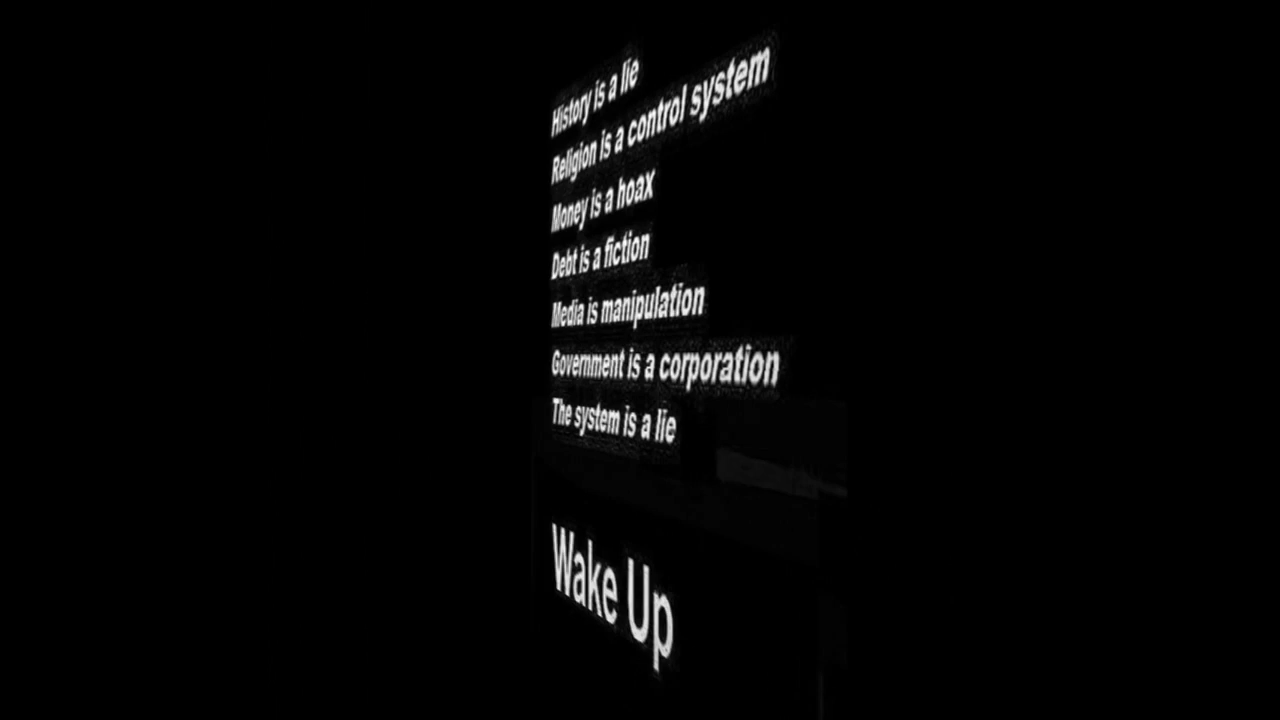 History is a lie
Religion is a control system
Money is a hoax
Debt is a fiction
Media is manipulation
Government is a corporation
The system is a lie
Wake Up